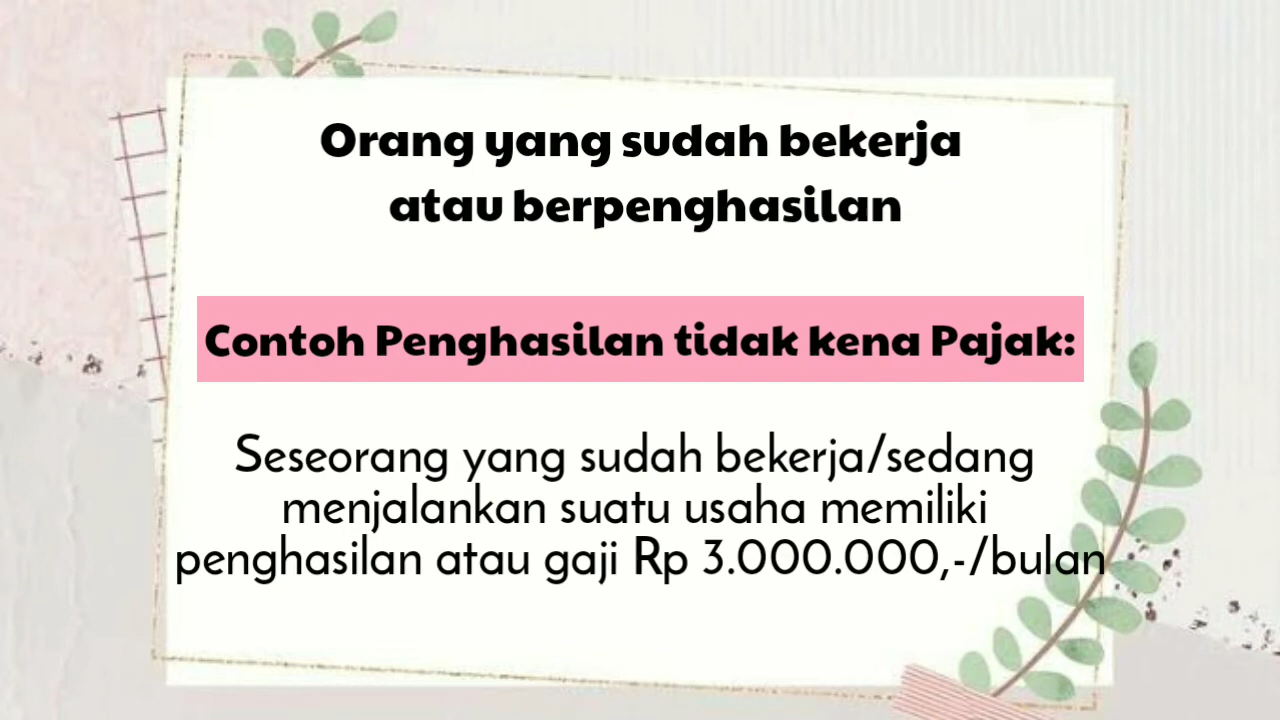 Orang yang sudah bekerja
atau berpenghasilan
Contoh Penghasilan tidak kena Pajak:
Seseorang yang sudah bekerja/sedang
menjalankan suatu usaha memiliki
penghasilan atau gaji Rp 3.000.000,-/bulan